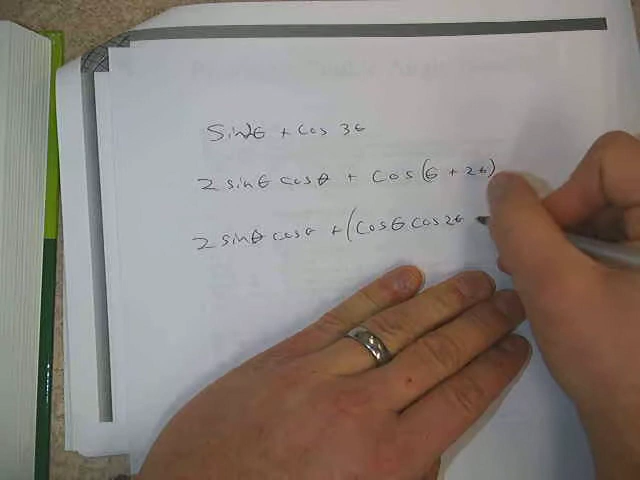 Sin2θ + Cos 3θ
2 sinθ cosθ + cos(θ + 2θ)
2 sinθ cosθ + (cosθ cos2θ